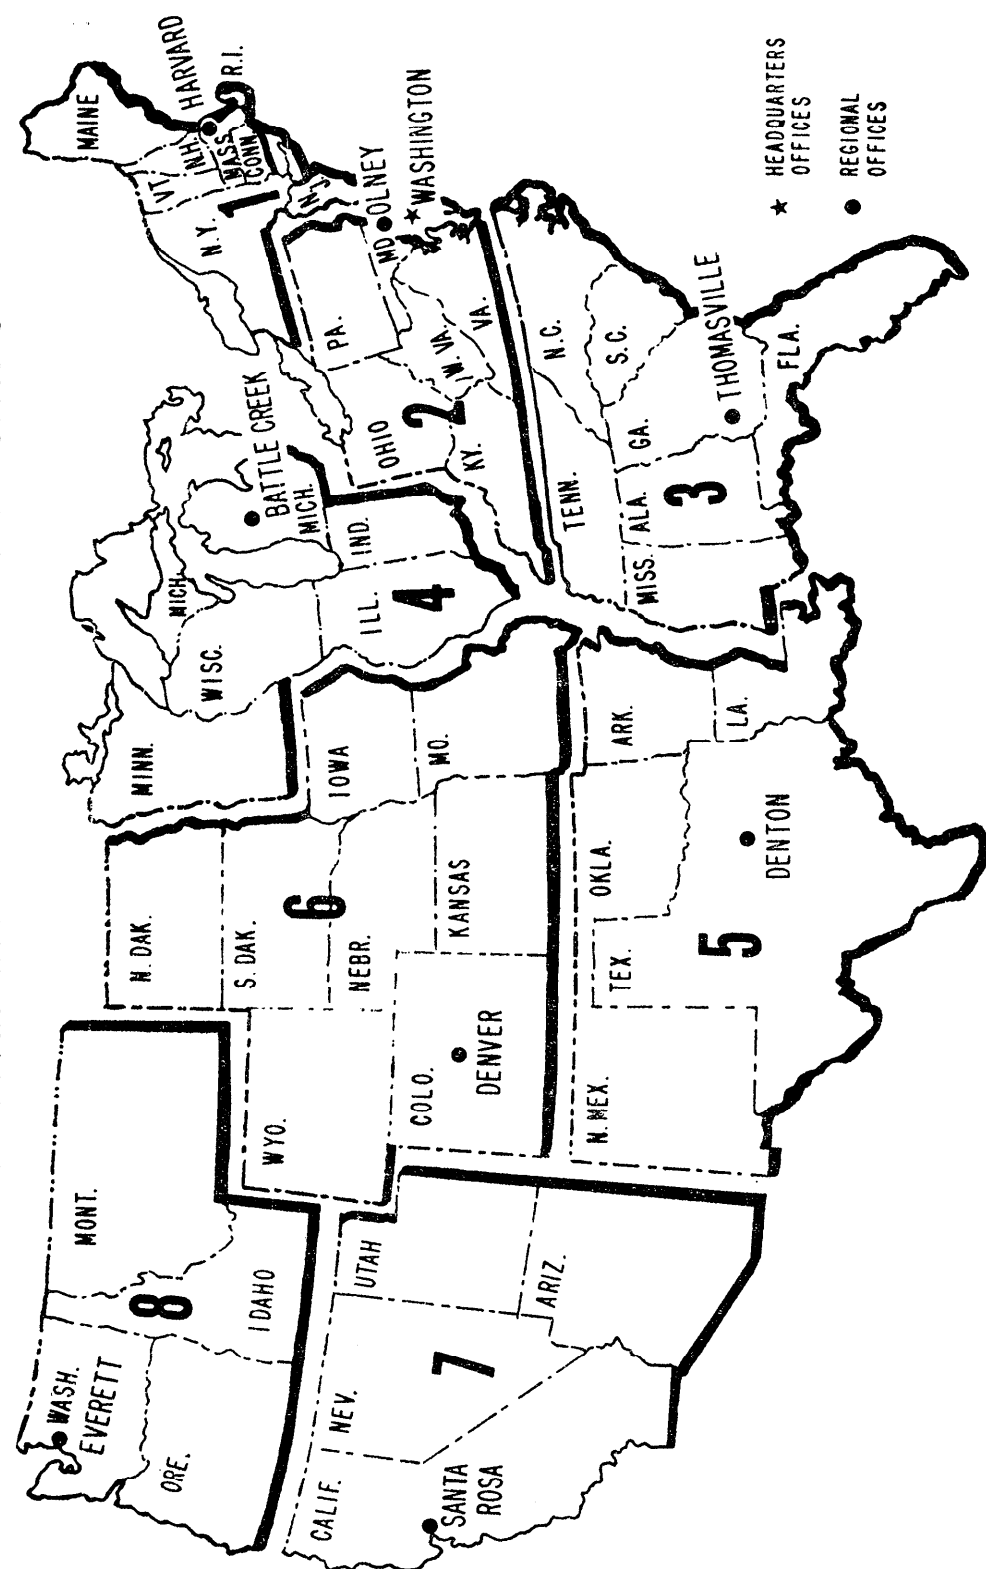 WASH.
EVERETT
ORE.
MONT.
8
IDAHO
CALIF.
NEV.
UTAH
7
ARIZ.
SANTA
ROSA
N. DAK.
S. DAK.
6
NEBR.
WYO.
KANSAS
COLO.
DENVER
IOWA
MO.
N. MEX.
TEX.
OKLA.
5
DENTON
ARK.
LA.
MINN.
WISC.
MICH.
MICH.
BATTLE CREEK
ILL.
IND.
4
OHIO
2
PA.
KY.
W. VA.
VA.
MD
OLNEY
WASHINGTON
MAINE
VT.
N.H.
HARVARD
MASS
CONN
R.I.
N.Y.
1
N.J.
TENN.
N.C.
S.C.
MISS.
ALA.
GA.
3
THOMASVILLE
FLA.
★ HEADQUARTERS
OFFICES
● REGIONAL
OFFICES